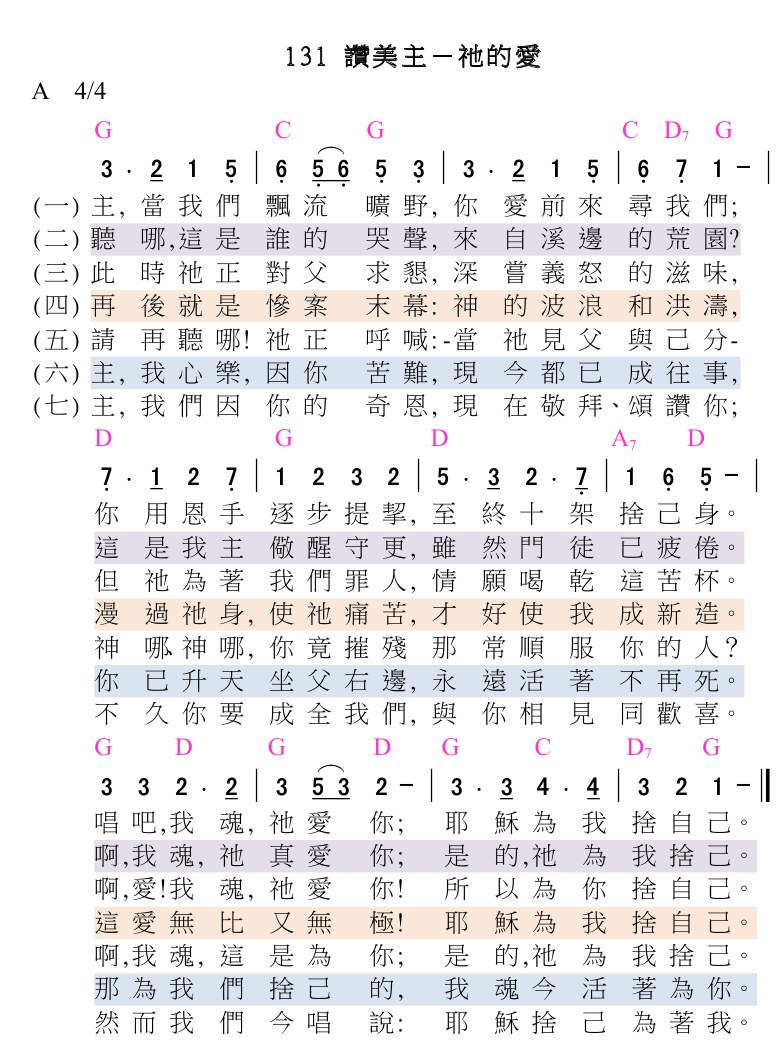 131 讚美主－祂的愛
A 4/4
G C G C D7 G
3 · 2 1 5 | 6 5 6 5 3 | 3 · 2 1 5 | 6 7 1 － |
(一) 主, 當我們 飄流 曠野, 你 愛前來 尋我們;
(二) 聽 哪,這是 誰的 哭聲, 來 自溪邊 的荒園?
(三) 此 時祂正 對父 求懇, 深 嘗義怒 的滋味,
(四) 再 後就是 慘案 末幕: 神 的波浪 和洪濤,
(五) 請 再聽哪! 祂正 呼喊:-當 祂見父 與己分-
(六) 主, 我心樂, 因你 苦難, 現 今都已 成往事,
(七) 主, 我們因 你的 奇恩, 現 在敬拜、頌讚你;
D G D A7 D
7 · 1 2 7 | 1 2 3 2 | 5 · 3 2 · 7 | 1 6 5 － |
你 用恩手 逐步提挈, 至 終十 架 捨己身。
這 是我主 儆醒守更, 雖 然門 徒 已疲倦。
但 祂為著 我們罪人, 情 願喝 乾 這苦杯。
漫 過祂身, 使祂痛苦, 才 好使 我 成新造。
神 哪、神哪, 你竟摧殘 那 常順 服 你的人？
你 已升天 坐父右邊, 永 遠活 著 不再死。
不 久你要 成全我們, 與 你相 見 同歡喜。
G D G D G C D7 G
3 3 2 · 2 | 3 5 3 2 － | 3 · 3 4 · 4 | 3 2 1 － ‖
唱吧,我 魂, 祂愛 你; 耶 穌為 我 捨自己。
啊,我魂, 祂 真愛 你; 是 的,祂 為 我捨己。
啊,愛!我 魂, 祂愛 你! 所 以為 你 捨自己。
這愛無 比 又無 極! 耶 穌為 我 捨自己。
啊,我魂, 這 是為 你; 是 的,祂 為 我捨己。
那為我 們 捨己 的, 我 魂今 活 著為你。
然而我 們 今唱 說: 耶 穌捨 己 為著我。